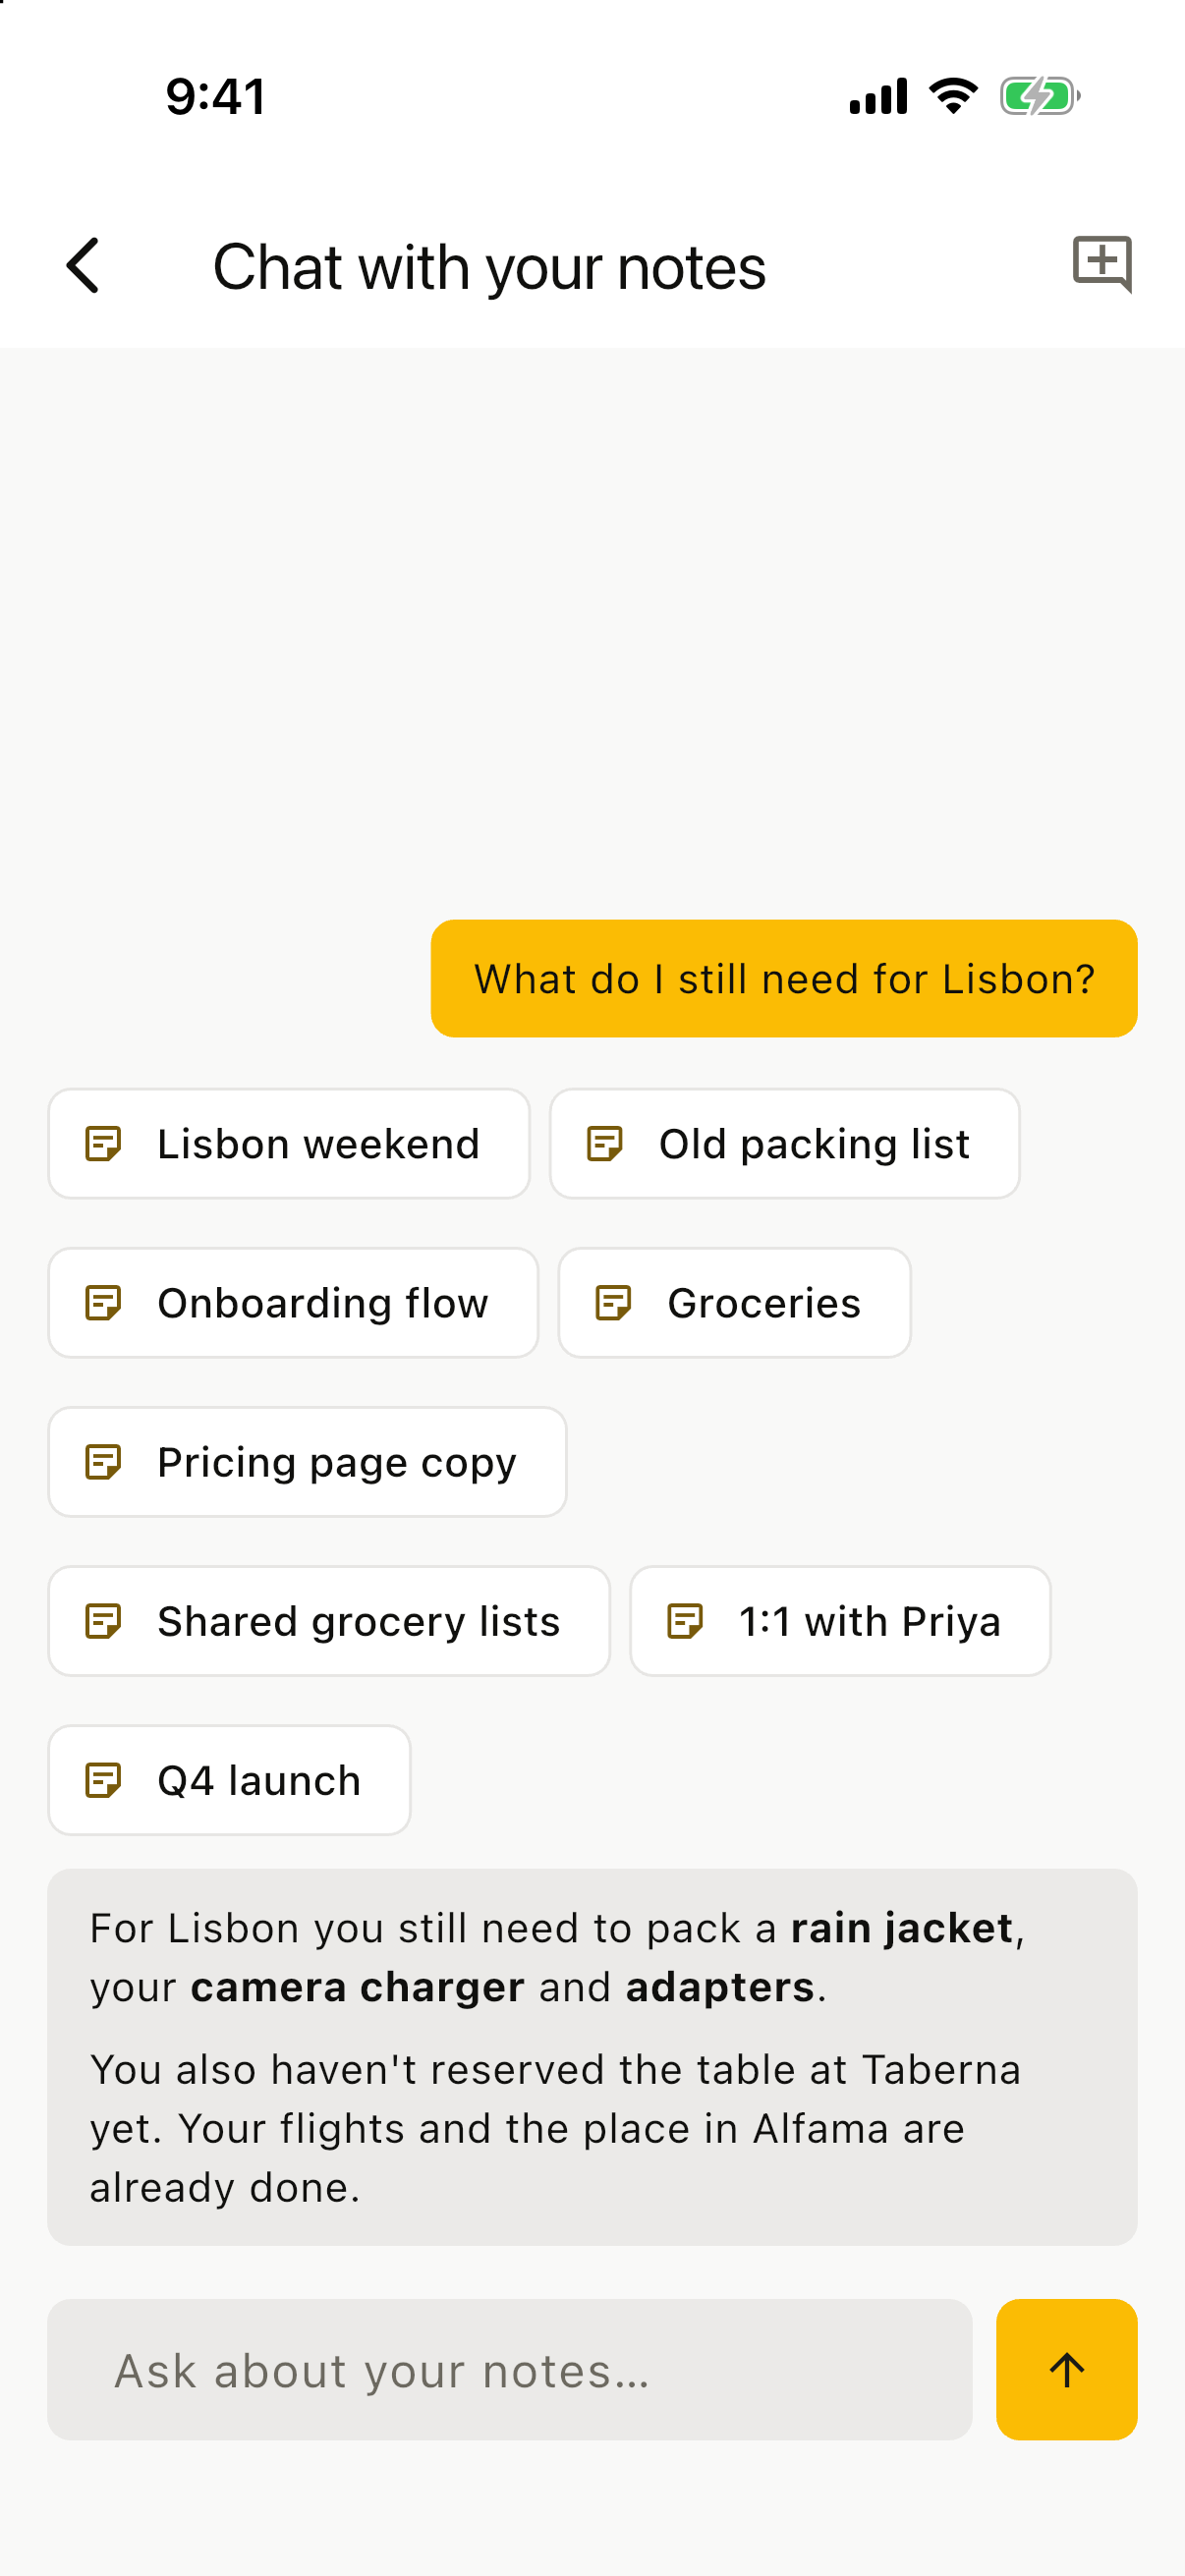 9:41
Chat with your notes
What do I still need for Lisbon?
Lisbon weekend
Old packing list
Onboarding flow
Groceries
Pricing page copy
Shared grocery lists
1:1 with Priya
Q4 launch
For Lisbon you still need to pack a rain jacket,
your camera charger and adapters.
You also haven't reserved the table at Taberna
yet. Your flights and the place in Alfama are
already done.
Ask about your notes…